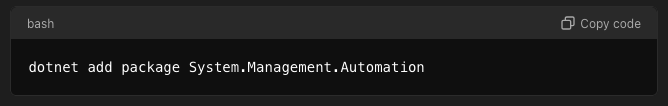 bash
Copy code
dotnet add package System.Management.Automation